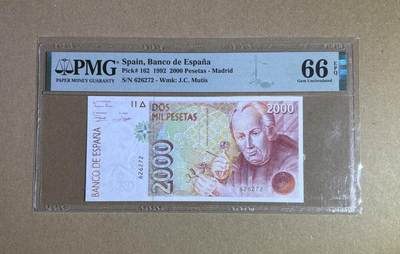 PMG
PAPER MONEY GUARANTY
Spain, Banco de España
Pick# 162 1992 2000 Pesetas - Madrid
S/N 626272 - Wmk: J.C. Mutis
66
EPQ
Gem Uncirculated
DOS
MIL PESETAS
2000
BANCO DE ESPAÑA
626272
2000
626272